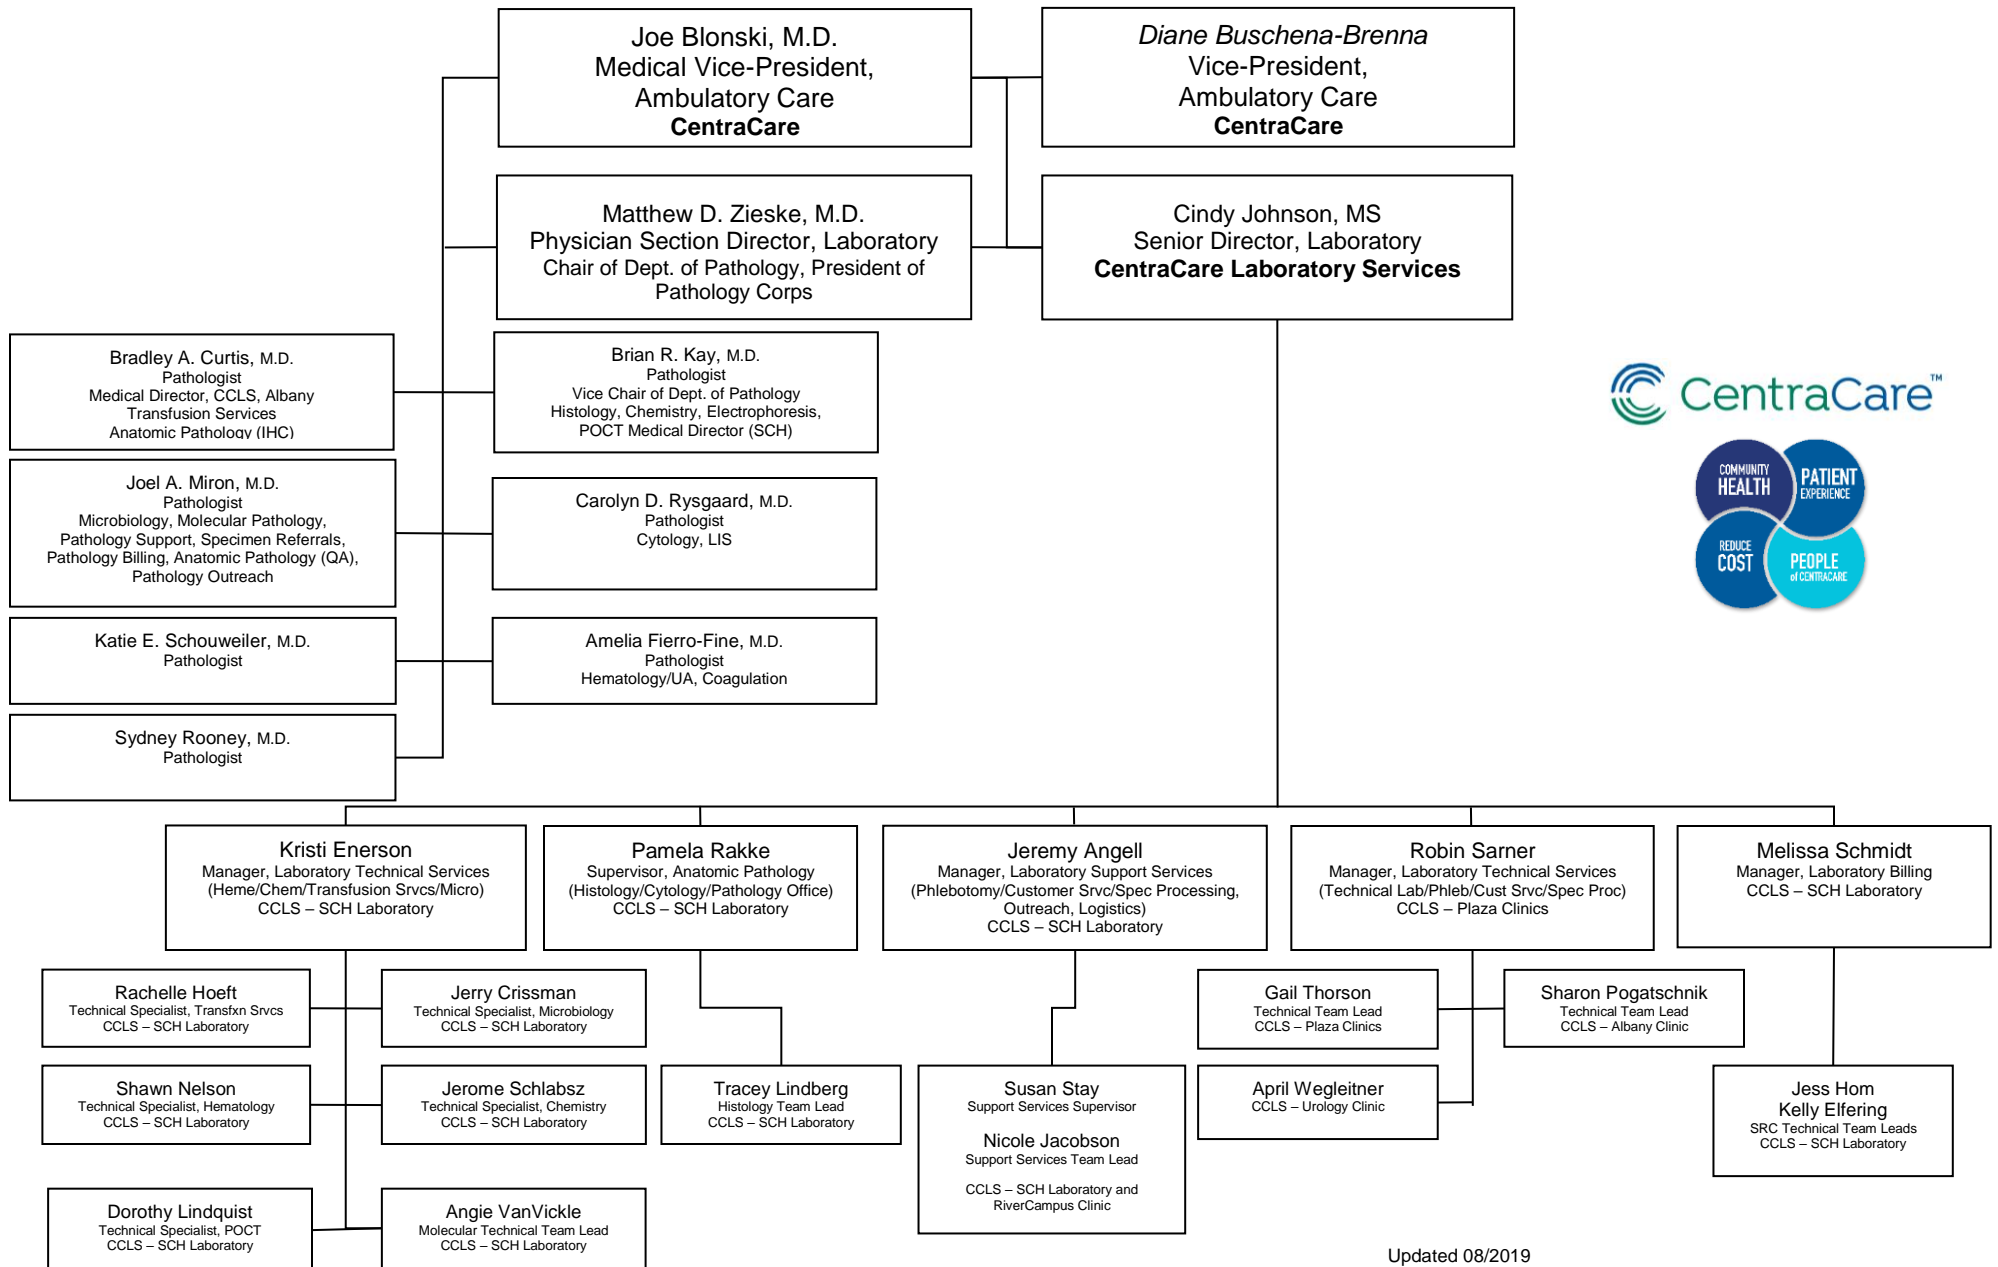 Joe Blonski, M.D.
Medical Vice-President,
Ambulatory Care
CentraCare
Diane Buschena-Brenna
Vice-President,
Ambulatory Care
CentraCare
Matthew D. Zieske, M.D.
Physician Section Director, Laboratory
Chair of Dept. of Pathology, President of
Pathology Corps
Cindy Johnson, MS
Senior Director, Laboratory
CentraCare Laboratory Services
Bradley A. Curtis, M.D.
Pathologist
Medical Director, CCLS, Albany
Transfusion Services
Anatomic Pathology (IHC)
Brian R. Kay, M.D.
Pathologist
Vice Chair of Dept. of Pathology
Histology, Chemistry, Electrophoresis,
POCT Medical Director (SCH)
CentraCare™
COMMUNITY
HEALTH
PATIENT
EXPERIENCE
REDUCE
COST
PEOPLE
of CENTRACARE
Joel A. Miron, M.D.
Pathologist
Microbiology, Molecular Pathology,
Pathology Support, Specimen Referrals,
Pathology Billing, Anatomic Pathology (QA),
Pathology Outreach
Carolyn D. Rysgaard, M.D.
Pathologist
Cytology, LIS
Katie E. Schouweiler, M.D.
Pathologist
Amelia Fierro-Fine, M.D.
Pathologist
Hematology/UA, Coagulation
Sydney Rooney, M.D.
Pathologist
Kristi Enerson
Manager, Laboratory Technical Services
(Heme/Chem/Transfusion Srvcs/Micro)
CCLS – SCH Laboratory
Pamela Rakke
Supervisor, Anatomic Pathology
(Histology/Cytology/Pathology Office)
CCLS – SCH Laboratory
Jeremy Angell
Manager, Laboratory Support Services
(Phlebotomy/Customer Srvc/Spec Processing,
Outreach, Logistics)
CCLS – SCH Laboratory
Robin Sarner
Manager, Laboratory Technical Services
(Technical Lab/Phleb/Cust Srvc/Spec Proc)
CCLS – Plaza Clinics
Melissa Schmidt
Manager, Laboratory Billing
CCLS – SCH Laboratory
Rachelle Hoeft
Technical Specialist, Transfxn Srvcs
CCLS – SCH Laboratory
Jerry Crissman
Technical Specialist, Microbiology
CCLS – SCH Laboratory
Gail Thorson
Technical Team Lead
CCLS – Plaza Clinics
Sharon Pogatschnik
Technical Team Lead
CCLS – Albany Clinic
Shawn Nelson
Technical Specialist, Hematology
CCLS – SCH Laboratory
Jerome Schlabsz
Technical Specialist, Chemistry
CCLS – SCH Laboratory
Tracey Lindberg
Histology Team Lead
CCLS – SCH Laboratory
Susan Stay
Support Services Supervisor
Nicole Jacobson
Support Services Team Lead
CCLS – SCH Laboratory and
RiverCampus Clinic
April Wegleitner
CCLS – Urology Clinic
Jess Hom
Kelly Elfering
SRC Technical Team Leads
CCLS – SCH Laboratory
Dorothy Lindquist
Technical Specialist, POCT
CCLS – SCH Laboratory
Angie VanVickle
Molecular Technical Team Lead
CCLS – SCH Laboratory
Updated 08/2019